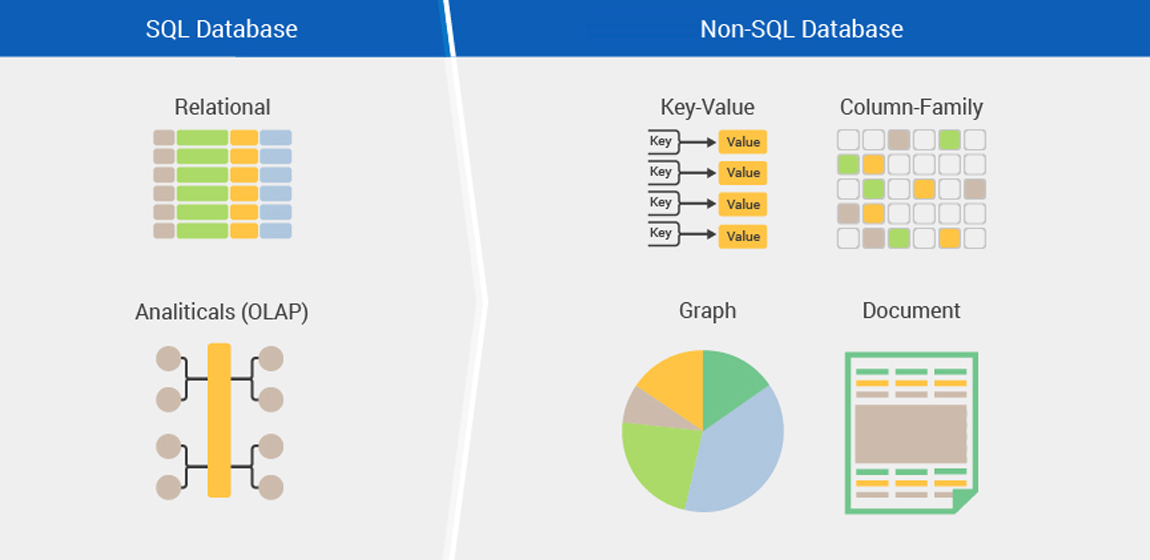 SQL Database
Non-SQL Database
Relational
Key-Value
Column-Family
Key
Value
Key
Value
Key
Value
Key
Value
Analiticals (OLAP)
Graph
Document